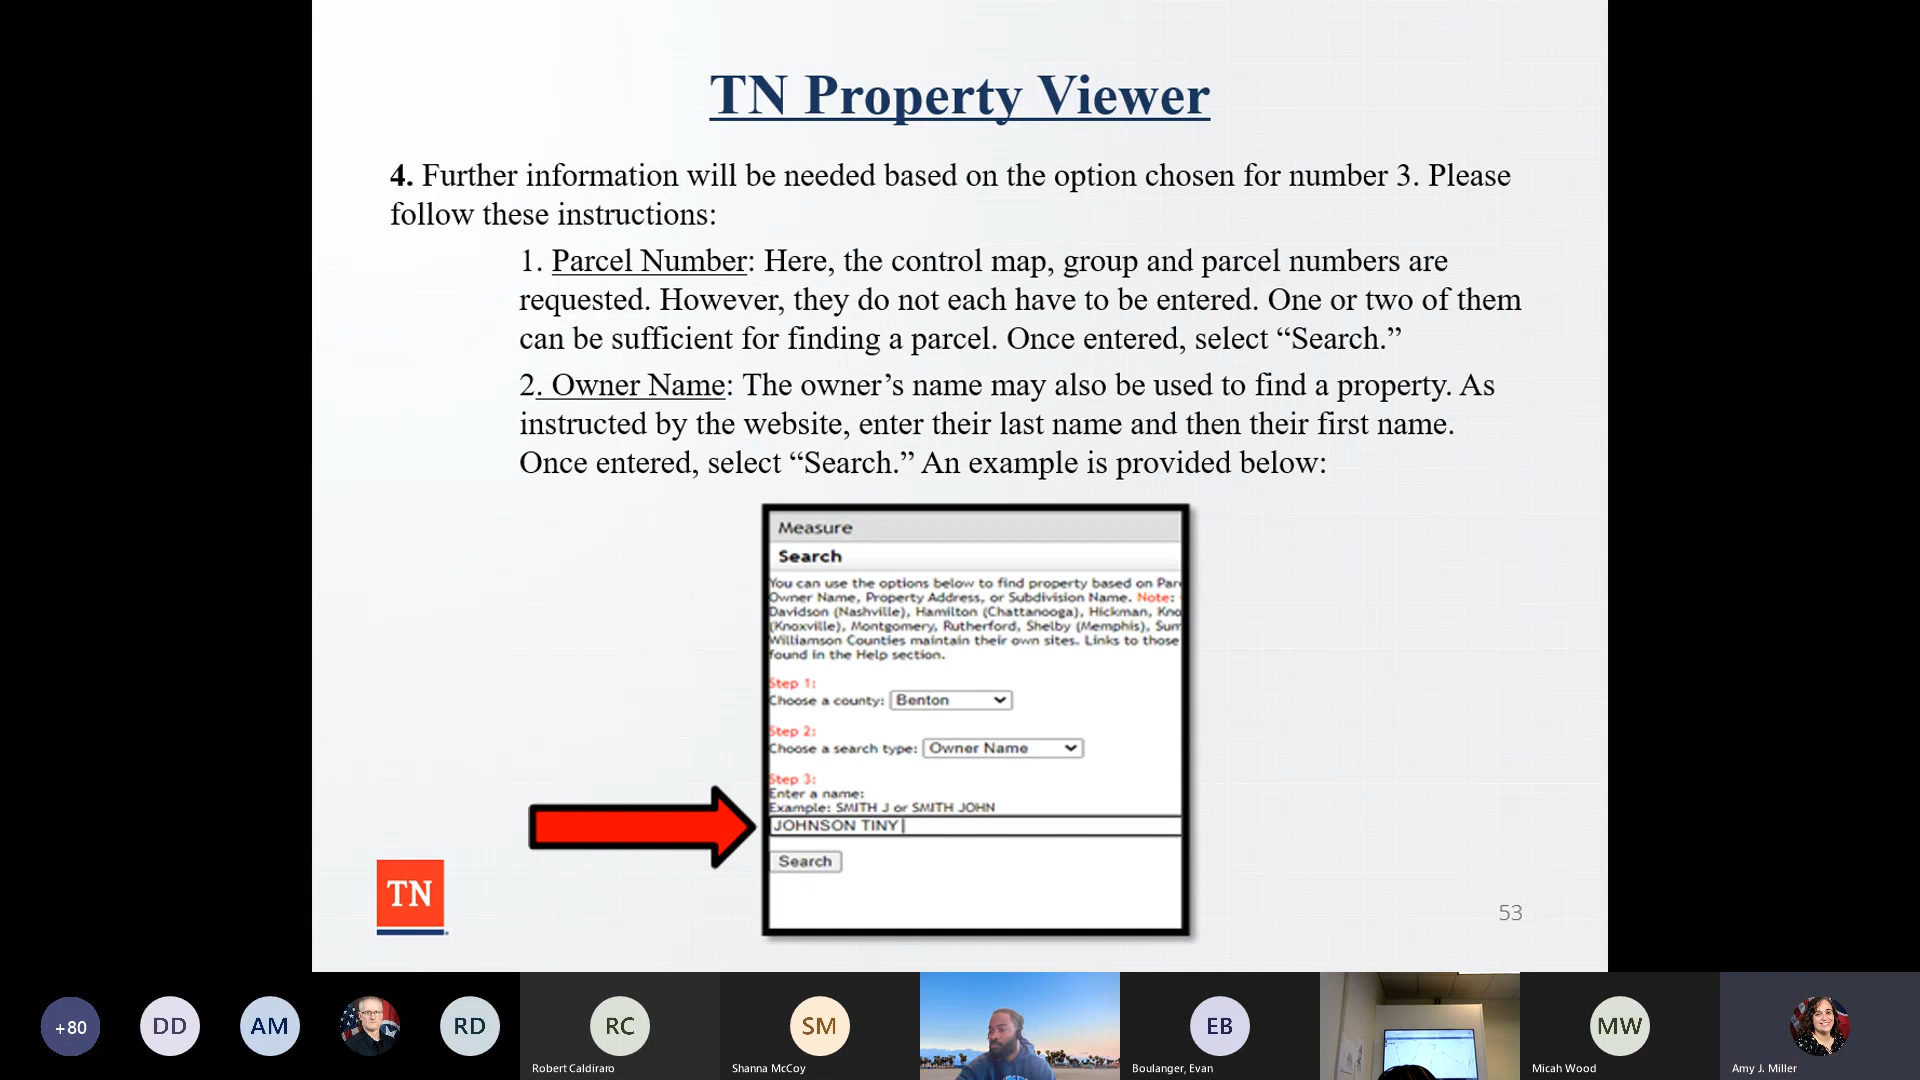 TN Property Viewer
4. Further information will be needed based on the option chosen for number 3. Please
follow these instructions:
1. Parcel Number: Here, the control map, group and parcel numbers are
requested. However, they do not each have to be entered. One or two of them
can be sufficient for finding a parcel. Once entered, select “Search.”
2. Owner Name: The owner’s name may also be used to find a property. As
instructed by the website, enter their last name and then their first name.
Once entered, select “Search.” An example is provided below:
Measure
Search
You can use the options below to find property based on Par
Owner Name, Property Address, or Subdivision Name. Note:
Davidson (Nashville), Hamilton (Chattanooga), Hickman, Kno
(Knoxville), Montgomery, Rutherford, Shelby (Memphis), Sum
Williamson Counties maintain their own sites. Links to those
found in the Help section.
Step 1:
Choose a county: Benton
Step 2:
Choose a search type: Owner Name
Step 3:
Enter a name:
Example: SMITH J or SMITH JOHN
JOHNSON TINY
Search
TN
53
+80
DD
AM
RD
RC
SM
EB
MW
Robert Caldiraro
Shanna McCoy
Boulanger, Evan
Micah Wood
Amy J. Miller